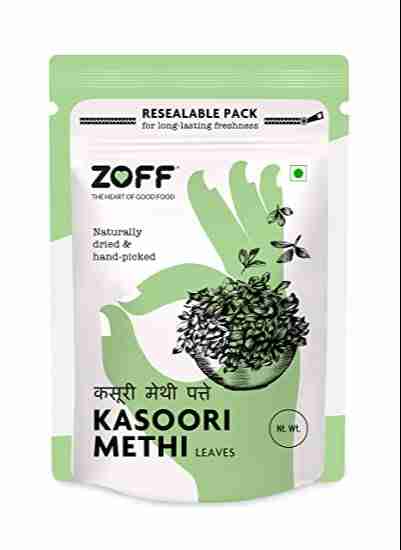 RESEALABLE PACK
for long-lasting freshness
ZOFF
THE HEART OF GOOD FOOD
Naturally
dried &
hand-picked
कसूरी मेथी पत्ते
KASOORI
METHI LEAVES
Nt. Wt.